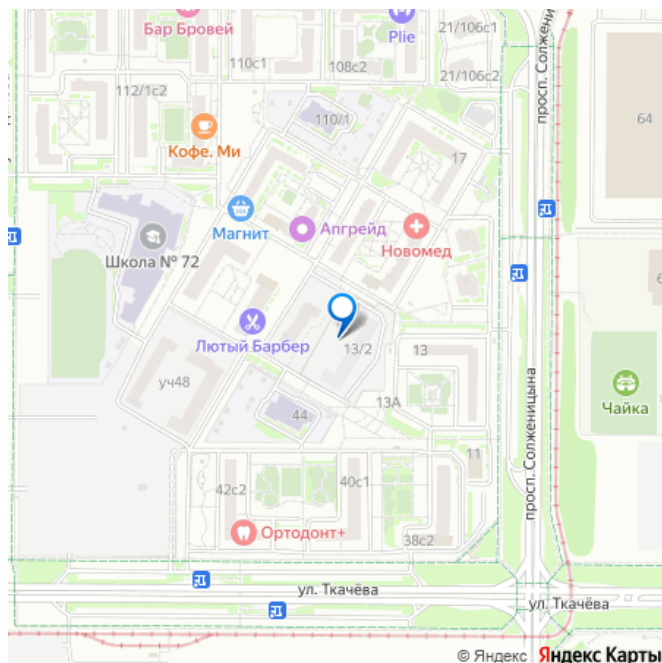 Бар Бровей
Plie
21/106с1
110с1
108с2
21/106с2
112/1с2
110/1
просп. Солженицы
64
Кофе. Ми
17
Магнит
Апгрейд
Новомед
Школа № 72
6
Лютый Барбер
13/2
13
уч48
Чайка
13А
44
11
просп. Солженицына
42с2
40с1
Ортодонт+
38с2
ул. Ткачёва
ул. Ткачёва
© Яндекс Яндекс Карты